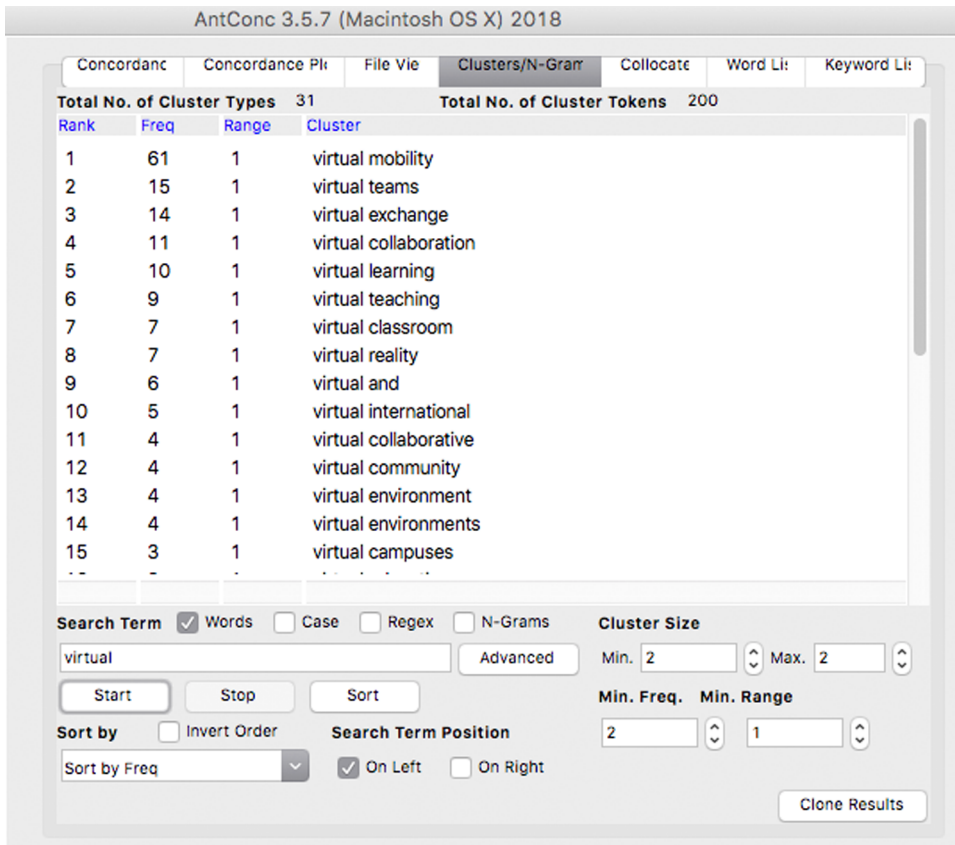 AntConc 3.5.7 (Macintosh OS X) 2018
Concordanc Concordance Plo File Vie Clusters/N-Gram Collocate Word Lis Keyword Lis
Total No. of Cluster Types 31 Total No. of Cluster Tokens 200
Rank Freq Range Cluster
1 61 1 virtual mobility
2 15 1 virtual teams
3 14 1 virtual exchange
4 11 1 virtual collaboration
5 10 1 virtual learning
6 9 1 virtual teaching
7 7 1 virtual classroom
8 7 1 virtual reality
9 6 1 virtual and
10 5 1 virtual international
11 4 1 virtual collaborative
12 4 1 virtual community
13 4 1 virtual environment
14 4 1 virtual environments
15 3 1 virtual campuses
Search Term Words Case Regex N-Grams Cluster Size
virtual Advanced Min. 2 Max. 2
Start Stop Sort Min. Freq. Min. Range
Sort by Invert Order Search Term Position 2 1
Sort by Freq On Left On Right
Clone Results